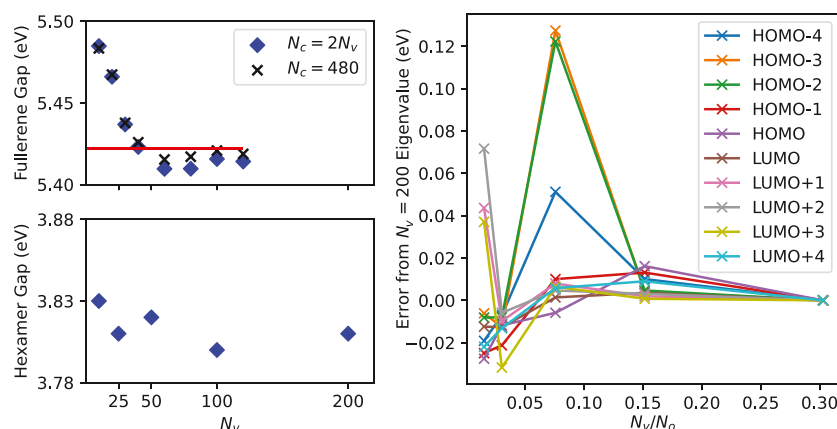 5.50
5.45
5.40
Fullerene Gap (eV)
N_c = 2N_v
N_c = 480
3.88
3.83
3.78
Hexamer Gap (eV)
25 50 100 200
N_v
0.12
0.10
0.08
0.06
0.04
0.02
0.00
−0.02
Error from N_v = 200 Eigenvalue (eV)
HOMO-4
HOMO-3
HOMO-2
HOMO-1
HOMO
LUMO
LUMO+1
LUMO+2
LUMO+3
LUMO+4
0.05 0.10 0.15 0.20 0.25 0.30
N_v/N_o